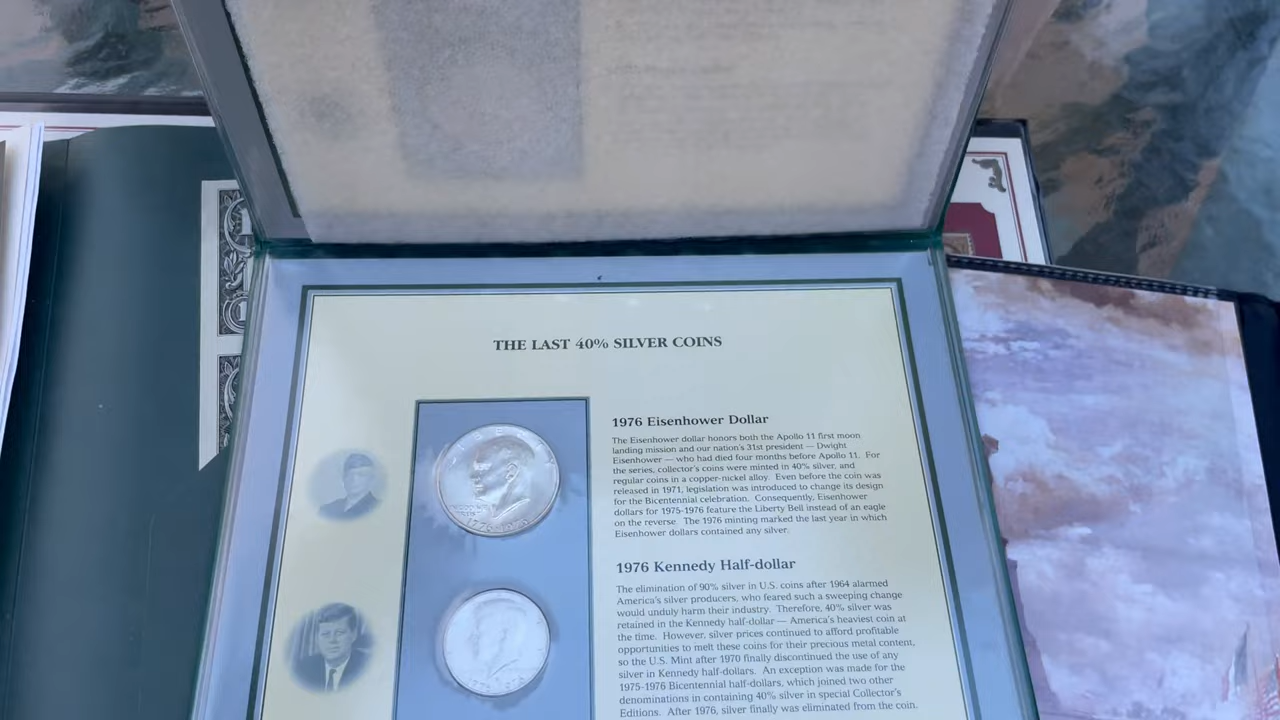 THE LAST 40% SILVER COINS
1976 Eisenhower Dollar
The Eisenhower dollar honors both the Apollo 11 first moon
landing mission and our nation's 31st president — Dwight
Eisenhower — who had died four months before Apollo 11. For
the series, collector's coins were minted in 40% silver, and
regular coins in a copper-nickel alloy. Even before the coin was
released in 1971, legislation was introduced to change its design
for the Bicentennial celebration. Consequently, Eisenhower
dollars for 1975-1976 feature the Liberty Bell instead of an eagle
on the reverse. The 1976 minting marked the last year in which
Eisenhower dollars contained any silver.
1776-1976
1976 Kennedy Half-dollar
The elimination of 90% silver in U.S. coins after 1964 alarmed
America's silver producers, who feared such a sweeping change
would unduly harm their industry. Therefore, 40% silver was
retained in the Kennedy half-dollar — America's heaviest coin at
the time. However, silver prices continued to afford profitable
opportunities to melt these coins for their precious metal content,
so the U.S. Mint after 1970 finally discontinued the use of any
silver in Kennedy half-dollars. An exception was made for the
1975-1976 Bicentennial half-dollars, which joined two other
denominations in containing 40% silver in special Collector's
Editions. After 1976, silver finally was eliminated from the coin.